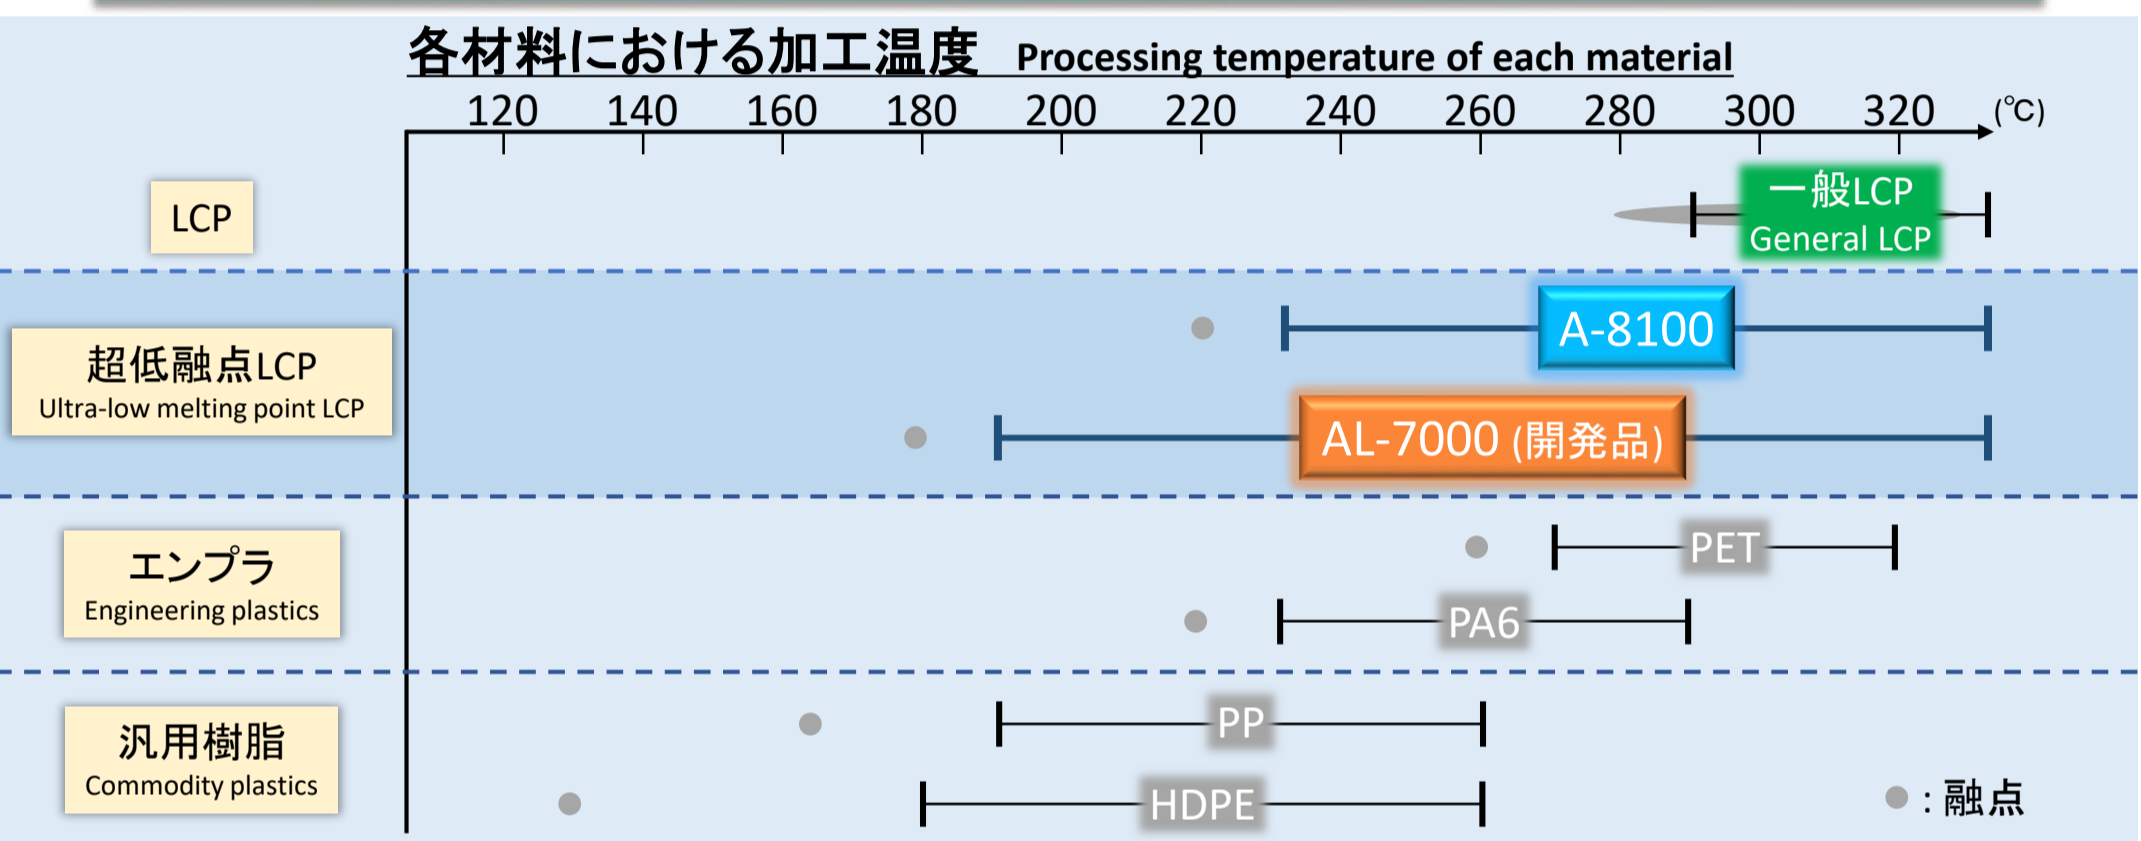 各材料における加工温度 Processing temperature of each material
120 140 160 180 200 220 240 260 280 300 320 (℃)
LCP
一般LCP
General LCP
超低融点LCP
Ultra-low melting point LCP
A-8100
AL-7000 (開発品)
エンプラ
Engineering plastics
PET
PA6
汎用樹脂
Commodity plastics
PP
HDPE
: 融点